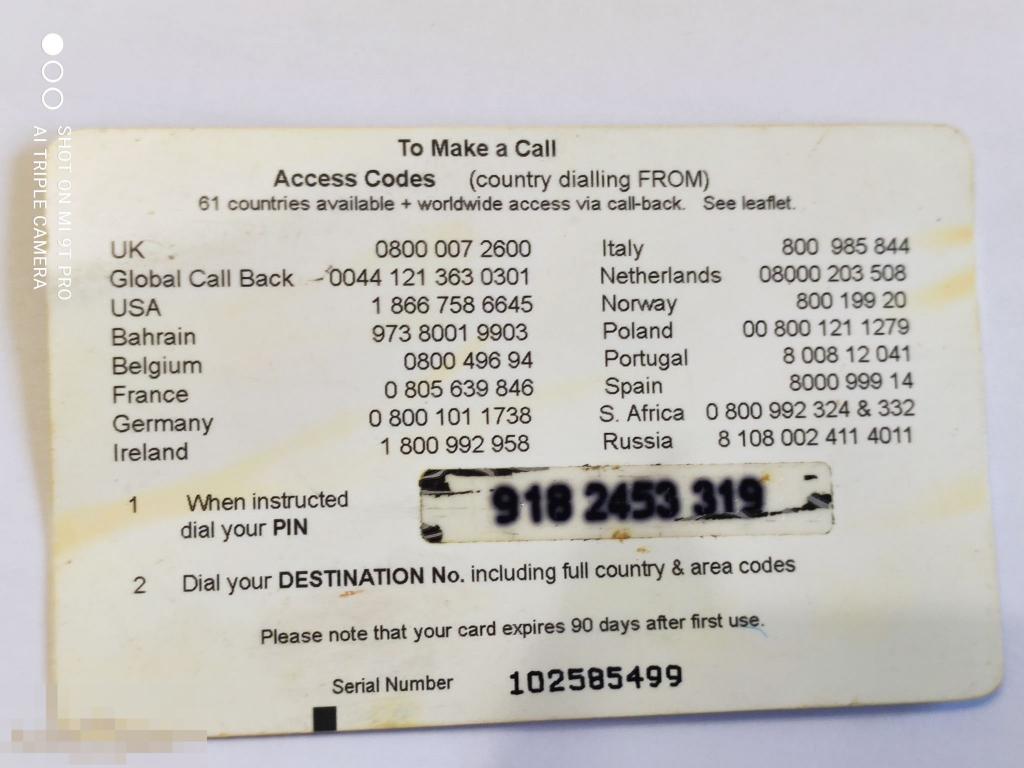 To Make a Call
Access Codes (country dialling FROM)
61 countries available + worldwide access via call-back. See leaflet.
UK 0800 007 2600
Global Call Back 0044 121 363 0301
USA 1 866 758 6645
Bahrain 973 8001 9903
Belgium 0800 496 94
France 0 805 639 846
Germany 0 800 101 1738
Ireland 1 800 992 958
Italy 800 985 844
Netherlands 08000 203 508
Norway 800 199 20
Poland 00 800 121 1279
Portugal 8 008 12 041
Spain 8000 999 14
S. Africa 0 800 992 324 & 332
Russia 8 108 002 411 4011
1 When instructed
dial your PIN
918 2453 319
2 Dial your DESTINATION No. including full country & area codes
Please note that your card expires 90 days after first use.
Serial Number 102585499
SHOT ON MI 9T PRO
AI TRIPLE CAMERA